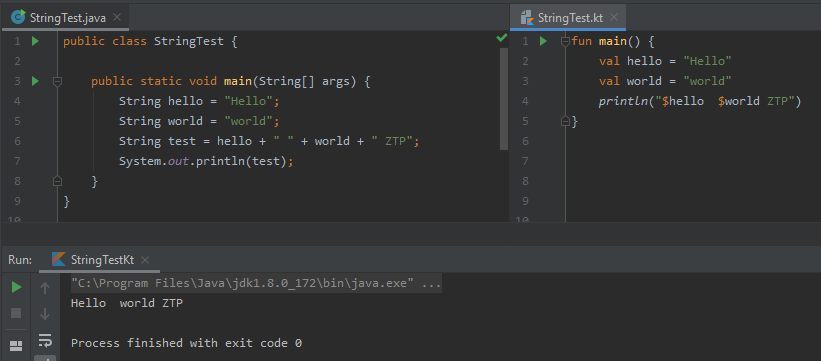 StringTest.java
1 public class StringTest {
2
3 public static void main(String[] args) {
4 String hello = "Hello";
5 String world = "world";
6 String test = hello + " " + world + " ZTP";
7 System.out.println(test);
8 }
9 }
10
StringTest.kt
1 fun main() {
2 val hello = "Hello"
3 val world = "world"
4 println("$hello  $world ZTP")
5 }
6
7
8
9
10
Run: StringTestKt
"C:\Program Files\Java\jdk1.8.0_172\bin\java.exe" ...
Hello  world ZTP
Process finished with exit code 0